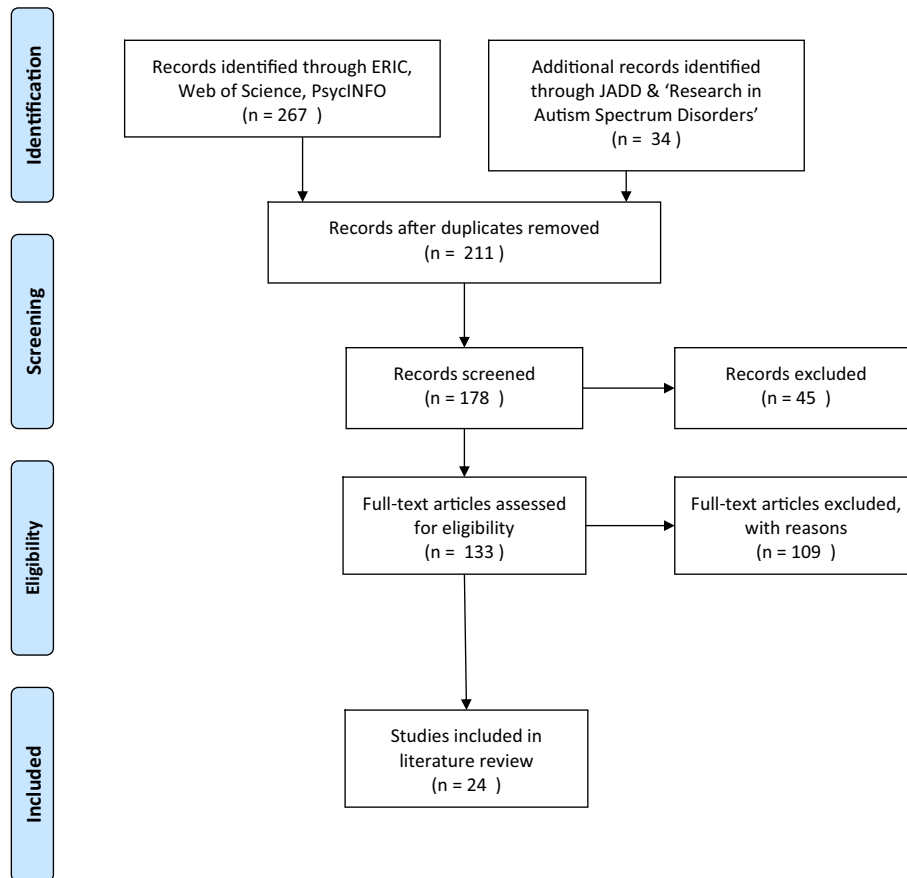 Identification
Records identified through ERIC,
Web of Science, PsycINFO
(n = 267 )
Additional records identified
through JADD & ‘Research in
Autism Spectrum Disorders’
(n = 34 )
Records after duplicates removed
(n = 211 )
Screening
Records screened
(n = 178 )
Records excluded
(n = 45 )
Eligibility
Full-text articles assessed
for eligibility
(n = 133 )
Full-text articles excluded,
with reasons
(n = 109 )
Included
Studies included in
literature review
(n = 24 )